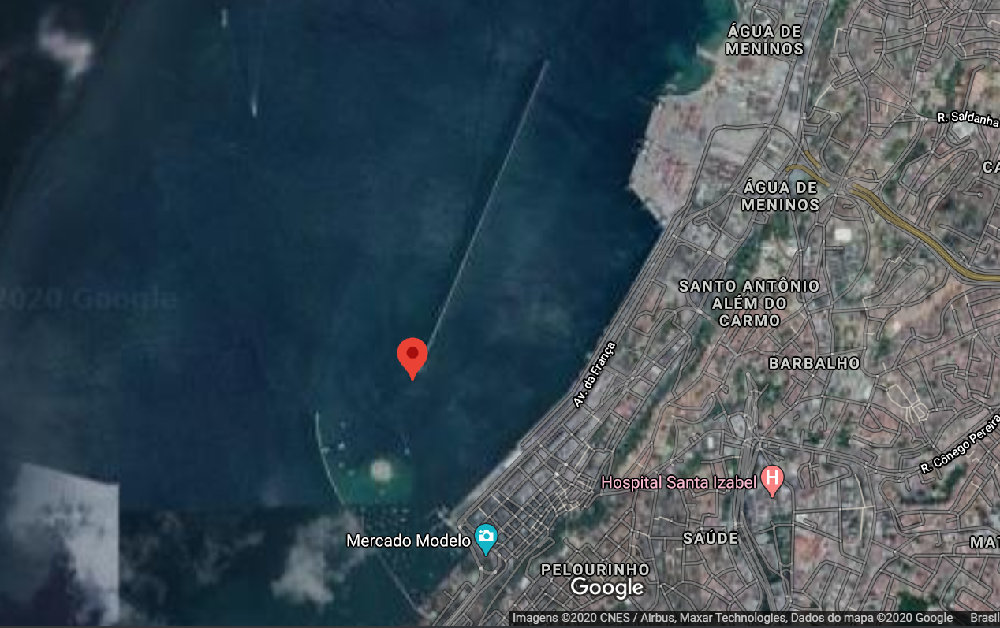 ÁGUA DE
MENINOS
R. Saldanha
CA
ÁGUA DE
MENINOS
SANTO ANTÔNIO
ALÉM DO
CARMO
2020 Google
Av. da França
BARBALHO
R. Cônego Pereira
Hospital Santa Izabel
H
SAÚDE
MAT
Mercado Modelo
PELOURINHO
Google
Imagens ©2020 CNES / Airbus, Maxar Technologies, Dados do mapa ©2020 Google Brasil